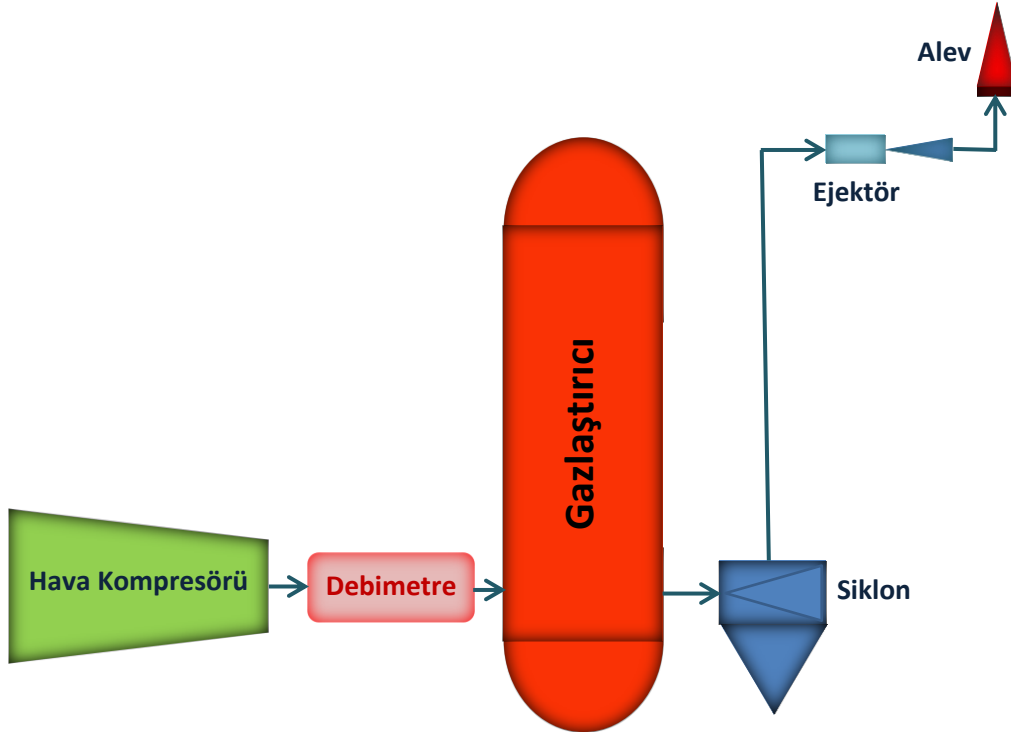 Alev
Ejektör
Gazlaştırıcı
Hava Kompresörü
Debimetre
Siklon